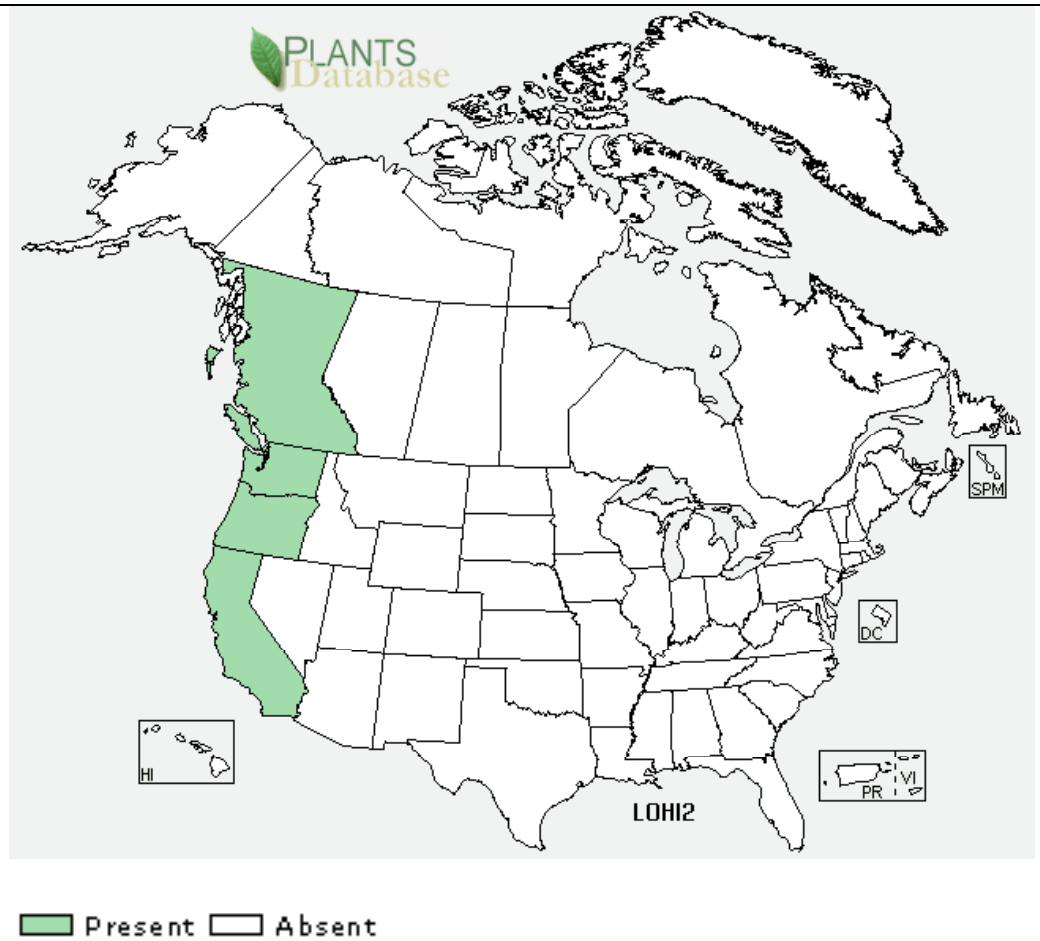 PLANTS
Database
SPM
DC
HI
PR
VI
LOHI2
Present
Absent